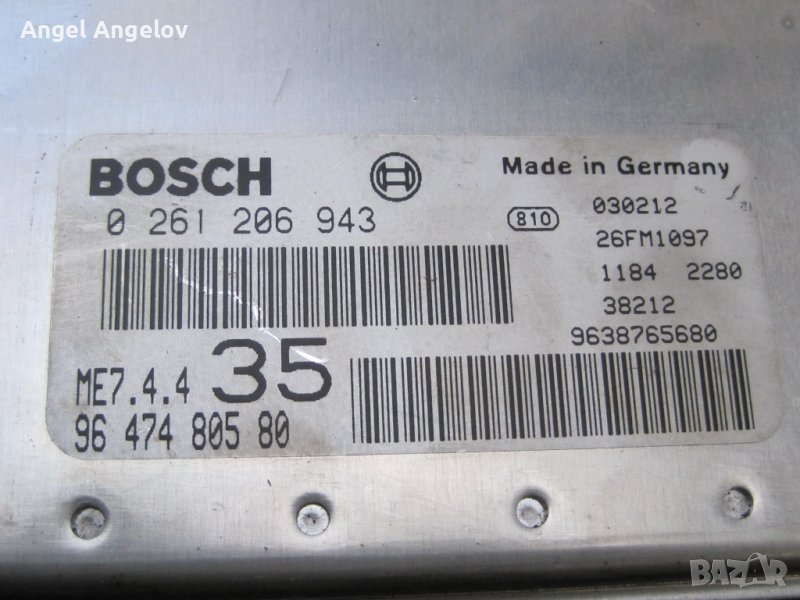 Angel Angelov
BOSCH
Made in Germany
0 261 206 943
810
030212
26FM1097
1184 2280
38212
9638765680
ME7.4.4 35
96 474 805 80
BAZAR